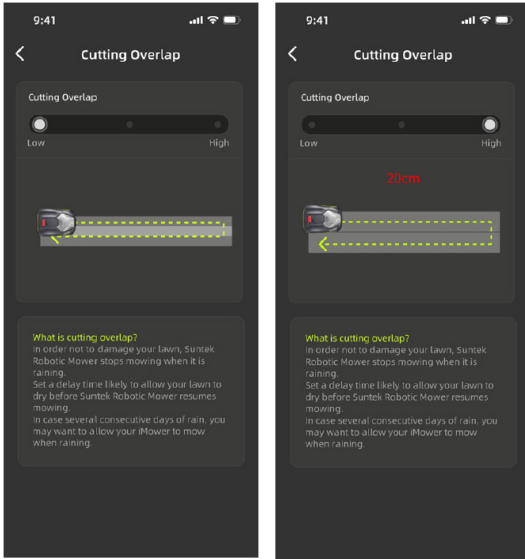 9:41
Cutting Overlap
Cutting Overlap
Low High
What is cutting overlap?
In order not to damage your lawn, Suntek
Robotic Mower stops mowing when it is
raining.
Set a delay time likely to allow your lawn to
dry before Suntek Robotic Mower resumes
mowing.
In case several consecutive days of rain, you
may want to allow your iMower to mow
when raining.
9:41
Cutting Overlap
Cutting Overlap
Low High
20cm
What is cutting overlap?
In order not to damage your lawn, Suntek
Robotic Mower stops mowing when it is
raining.
Set a delay time likely to allow your lawn to
dry before Suntek Robotic Mower resumes
mowing.
In case several consecutive days of rain, you
may want to allow your iMower to mow
when raining.